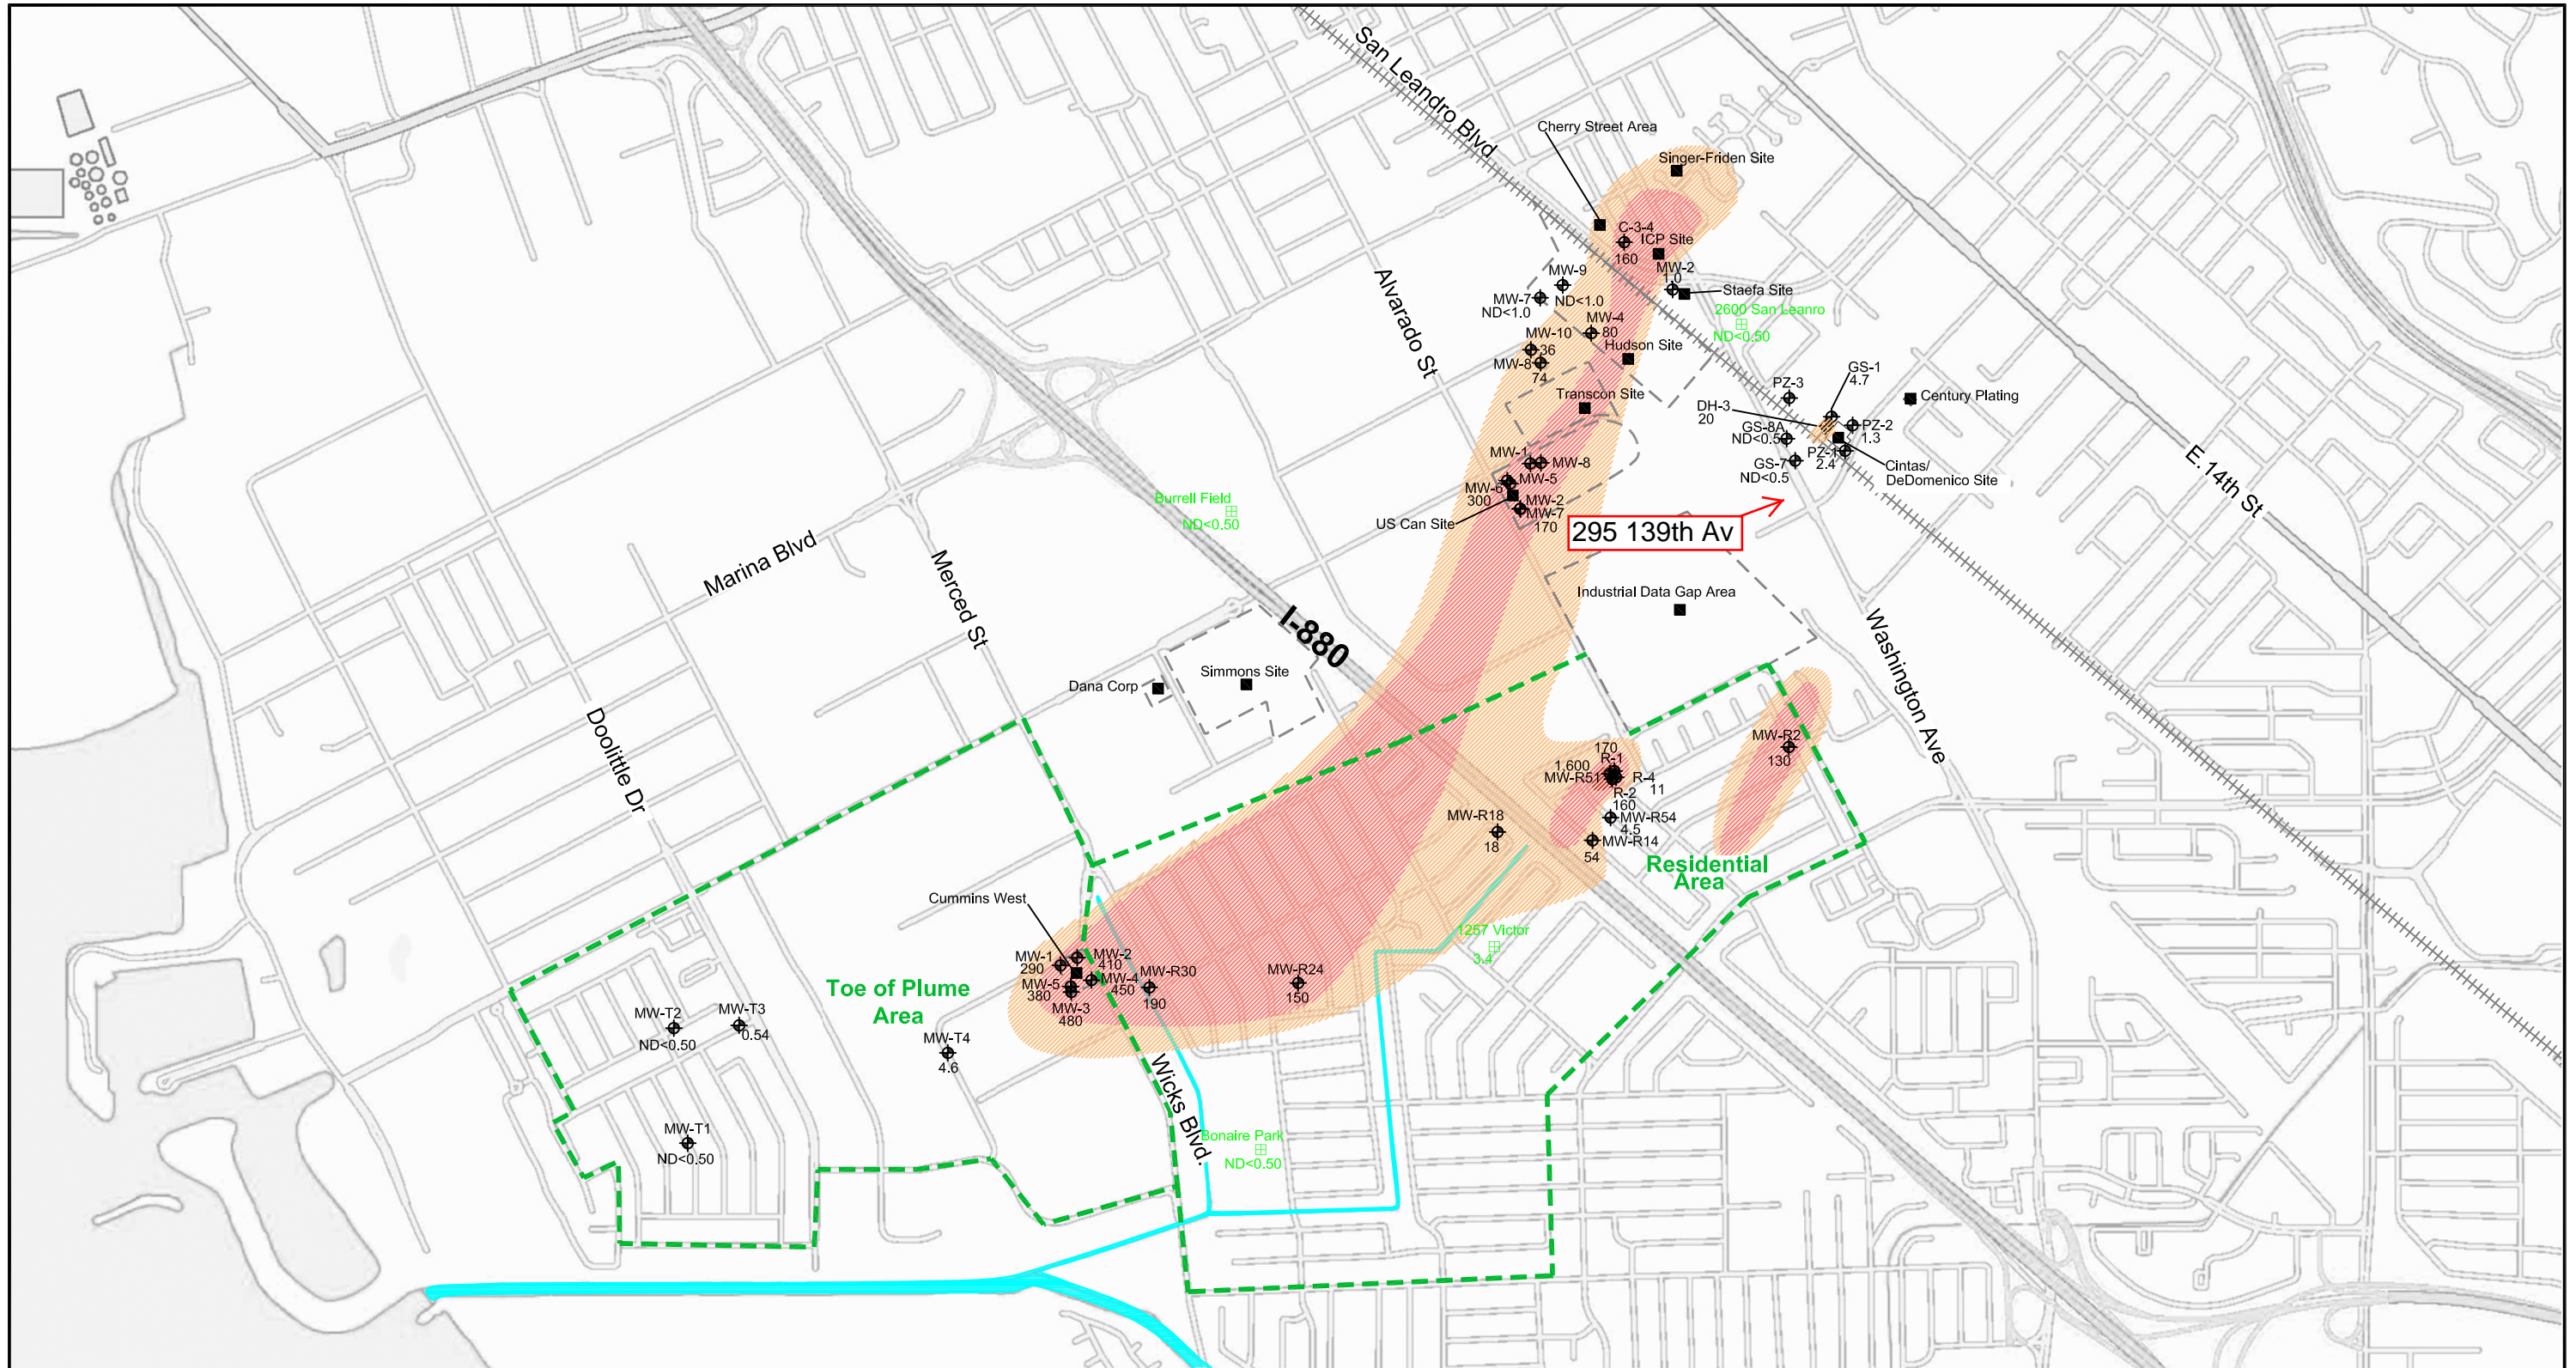 San Leandro Blvd
Cherry Street Area
Singer-Friden Site
C-3-4
ICP Site
160
MW-2
1.0
Staefa Site
MW-9
ND<1.0
MW-7
ND<1.0
2600 San Leanro
ND<0.50
MW-4
80
MW-10
36
Hudson Site
MW-8
74
Alvarado St
Transcon Site
PZ-3
GS-1
4.7
Century Plating
DH-3
20
GS-8A
ND<0.5
PZ-2
1.3
PZ-1
2.4
GS-7
ND<0.5
Cintas/
DeDomenico Site
E.14th St
MW-1
MW-8
MW-5
MW-6
300
MW-2
MW-7
170
US Can Site
Burrell Field
ND<0.50
295 139th Av
Marina Blvd
Merced St
I-880
Industrial Data Gap Area
Washington Ave
Dana Corp
Simmons Site
Doolittle Dr
MW-R2
130
170
R-1
1,600
MW-R51
R-4
11
R-2
160
MW-R54
4.5
MW-R14
54
MW-R18
18
Residential
Area
Cummins West
1257 Victor
3.4
MW-1
290
MW-2
410
MW-4
450
MW-5
380
MW-3
480
MW-R30
190
MW-R24
150
Toe of Plume
Area
MW-T2
ND<0.50
MW-T3
0.54
MW-T4
4.6
Wicks Blvd.
MW-T1
ND<0.50
Bonaire Park
ND<0.50